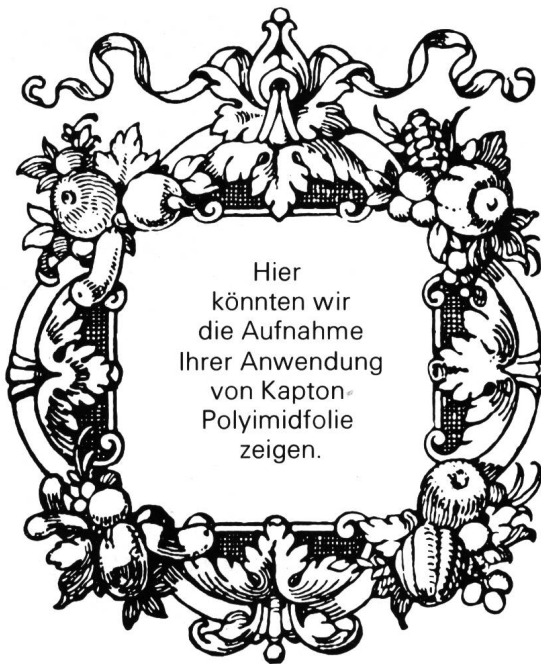 Hier
könnten wir
die Aufnahme
Ihrer Anwendung
von Kapton
Polyimidfolie
zeigen.